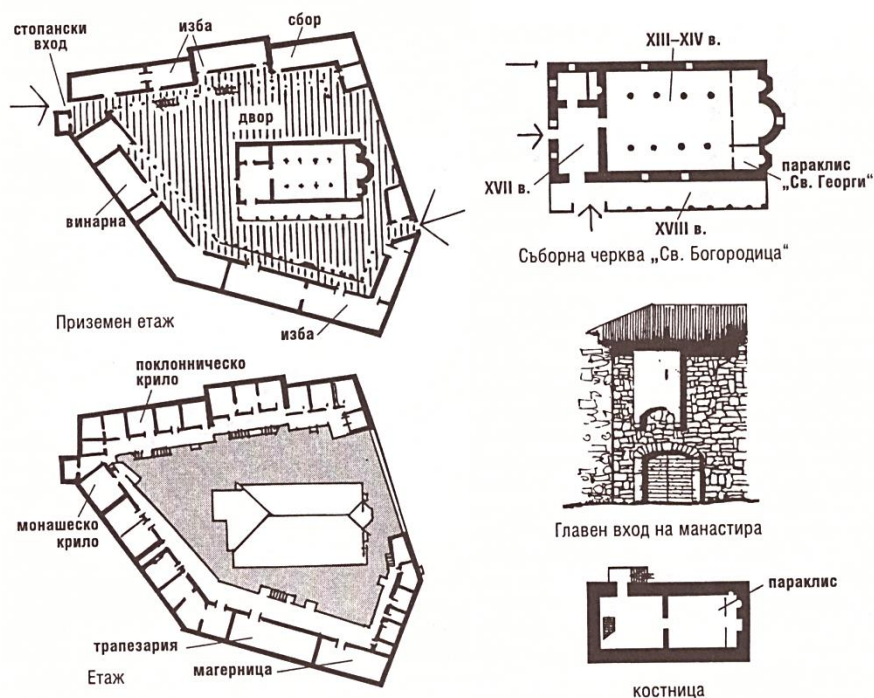 стопански
вход
изба
сбор
двор
винарна
изба
Приземен етаж
поклонническо
крило
монашеско
крило
трапезария
магерница
Етаж
XIII–XIV в.
XVII в.
параклис
„Св. Георги“
XVIII в.
Съборна черква „Св. Богородица“
Главен вход на манастира
параклис
костница